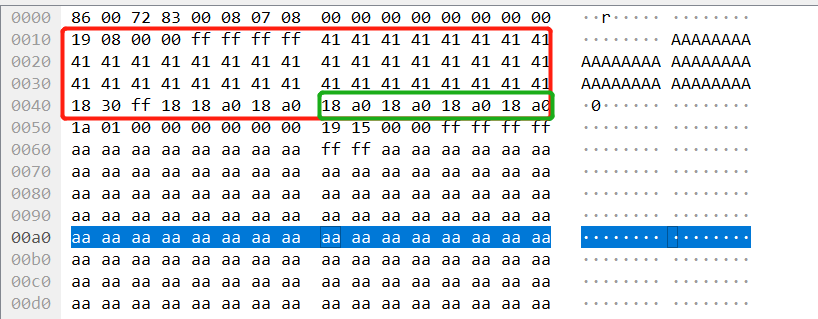 0000 86 00 72 83 00 08 07 08 00 00 00 00 00 00 00 00 ··r····· ········
0010 19 08 00 00 ff ff ff ff 41 41 41 41 41 41 41 41 ········ AAAAAAAA
0020 41 41 41 41 41 41 41 41 41 41 41 41 41 41 41 41 AAAAAAAA AAAAAAAA
0030 41 41 41 41 41 41 41 41 41 41 41 41 41 41 41 41 AAAAAAAA AAAAAAAA
0040 18 30 ff 18 18 a0 18 a0 18 a0 18 a0 18 a0 18 a0 ·0······ ········
0050 1a 01 00 00 00 00 00 00 19 15 00 00 ff ff ff ff ········ ········
0060 aa aa aa aa aa aa aa aa ff ff aa aa aa aa aa aa ········ ········
0070 aa aa aa aa aa aa aa aa aa aa aa aa aa aa aa aa ········ ········
0080 aa aa aa aa aa aa aa aa aa aa aa aa aa aa aa aa ········ ········
0090 aa aa aa aa aa aa aa aa aa aa aa aa aa aa aa aa ········ ········
00a0 aa aa aa aa aa aa aa aa aa aa aa aa aa aa aa aa ········ ········
00b0 aa aa aa aa aa aa aa aa aa aa aa aa aa aa aa aa ········ ········
00c0 aa aa aa aa aa aa aa aa aa aa aa aa aa aa aa aa ········ ········
00d0 aa aa aa aa aa aa aa aa aa aa aa aa aa aa aa aa ········ ········